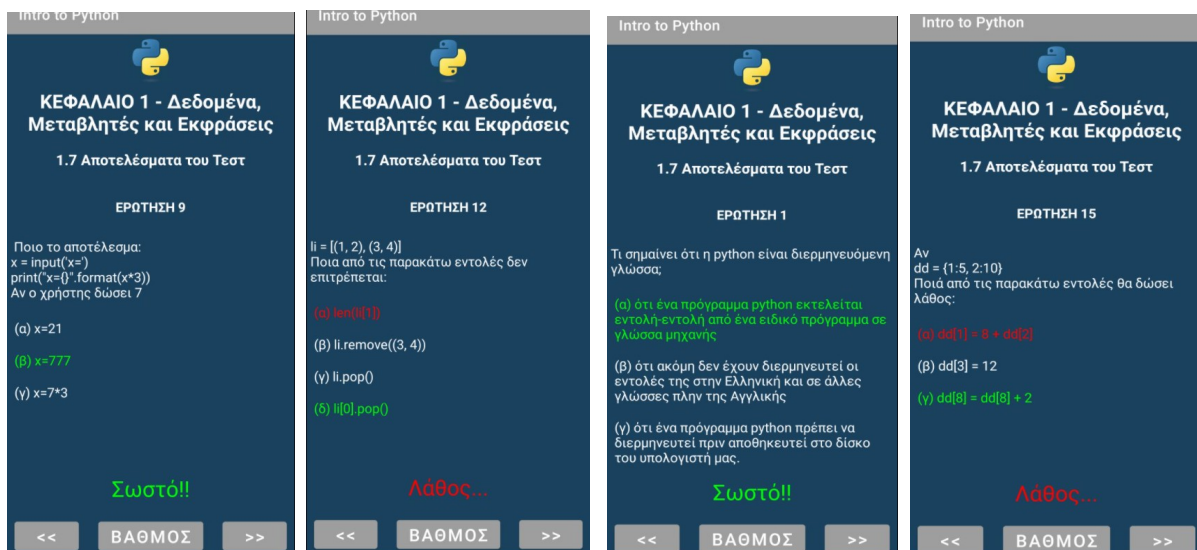 Intro to Python
ΚΕΦΑΛΑΙΟ 1 - Δεδομένα,
Μεταβλητές και Εκφράσεις
1.7 Αποτελέσματα του Τεστ
ΕΡΩΤΗΣΗ 9
Ποιο το αποτέλεσμα:
x = input('x=')
print("x={}".format(x*3))
Αν ο χρήστης δώσει 7
(α) x=21
(β) x=777
(γ) x=7*3
Σωστό!!
<<
ΒΑΘΜΟΣ
>>
Intro to Python
ΚΕΦΑΛΑΙΟ 1 - Δεδομένα,
Μεταβλητές και Εκφράσεις
1.7 Αποτελέσματα του Τεστ
ΕΡΩΤΗΣΗ 12
li = [(1, 2), (3, 4)]
Ποια από τις παρακάτω εντολές δεν
επιτρέπεται:
(α) len(li[1])
(β) li.remove((3, 4))
(γ) li.pop()
(δ) li[0].pop()
Λάθος...
<<
ΒΑΘΜΟΣ
>>
Intro to Python
ΚΕΦΑΛΑΙΟ 1 - Δεδομένα,
Μεταβλητές και Εκφράσεις
1.7 Αποτελέσματα του Τεστ
ΕΡΩΤΗΣΗ 1
Τι σημαίνει ότι η python είναι διερμηνευόμενη
γλώσσα;
(α) ότι ένα πρόγραμμα python εκτελείται
εντολή-εντολή από ένα ειδικό πρόγραμμα σε
γλώσσα μηχανής
(β) ότι ακόμη δεν έχουν διερμηνευτεί οι
εντολές της στην Ελληνική και σε άλλες
γλώσσες πλην της Αγγλικής
(γ) ότι ένα πρόγραμμα python πρέπει να
διερμηνευτεί πριν αποθηκευτεί στο δίσκο
του υπολογιστή μας.
Σωστό!!
<<
ΒΑΘΜΟΣ
>>
Intro to Python
ΚΕΦΑΛΑΙΟ 1 - Δεδομένα,
Μεταβλητές και Εκφράσεις
1.7 Αποτελέσματα του Τεστ
ΕΡΩΤΗΣΗ 15
Αν
dd = {1:5, 2:10}
Ποιά από τις παρακάτω εντολές θα δώσει
λάθος:
(α) dd[1] = 8 + dd[2]
(β) dd[3] = 12
(γ) dd[8] = dd[8] + 2
Λάθος...
<<
ΒΑΘΜΟΣ
>>